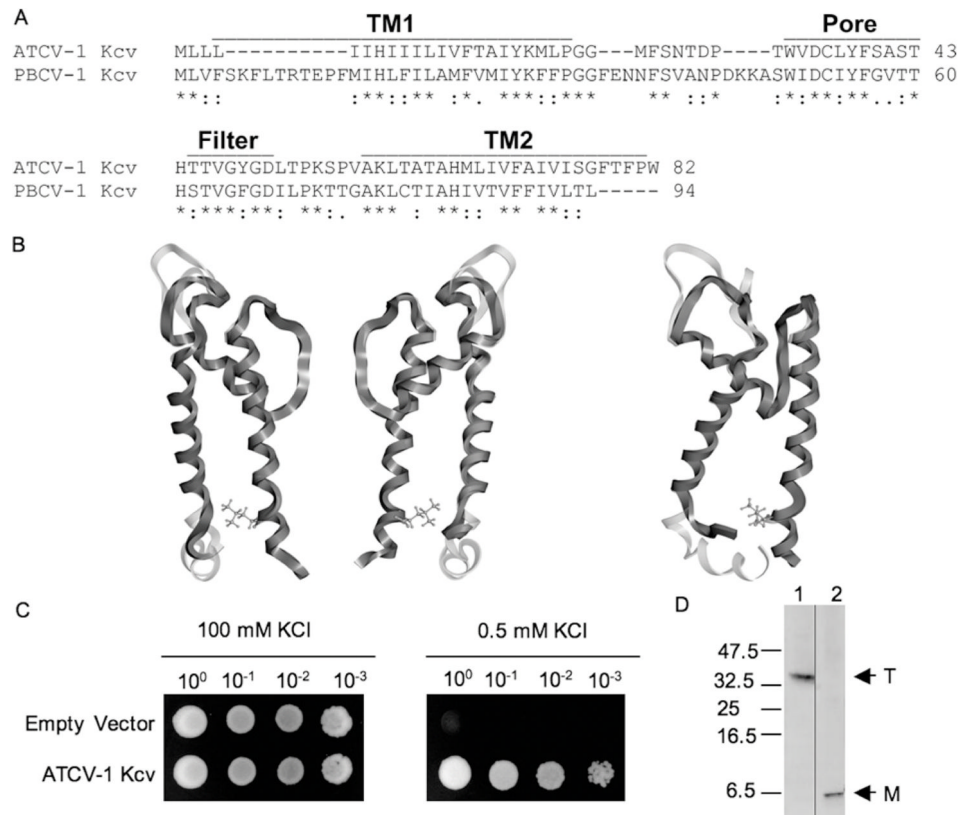 A
TM1 Pore
ATCV-1 Kcv MLLL----------IIHIIILIVFTAIYKMLPGG---MFSNTDP----TWVDCLYFSAST 43
PBCV-1 Kcv MLVFSKFLTRTEPFMIHLFILAMFVMIYKFFPGGFENNFSVANPDKKASWIDCIYFGVTT 60
**:: :**::** :*. ***::*** ** :* :*:**:**..:*
Filter TM2
ATCV-1 Kcv HTTVGYGDLTPKSPVAKLTATAHMLIVFAIVISGFTFPW 82
PBCV-1 Kcv HSTVGFGDILPKTTGAKLCTIAHIVTVFFIVLTL----- 94
*:***:**: **:. *** : **: ** **::
B
C
100 mM KCl 0.5 mM KCl
10⁰ 10⁻¹ 10⁻² 10⁻³ 10⁰ 10⁻¹ 10⁻² 10⁻³
Empty Vector
ATCV-1 Kcv
D
1 2
47.5
32.5 T
25
16.5
6.5 M